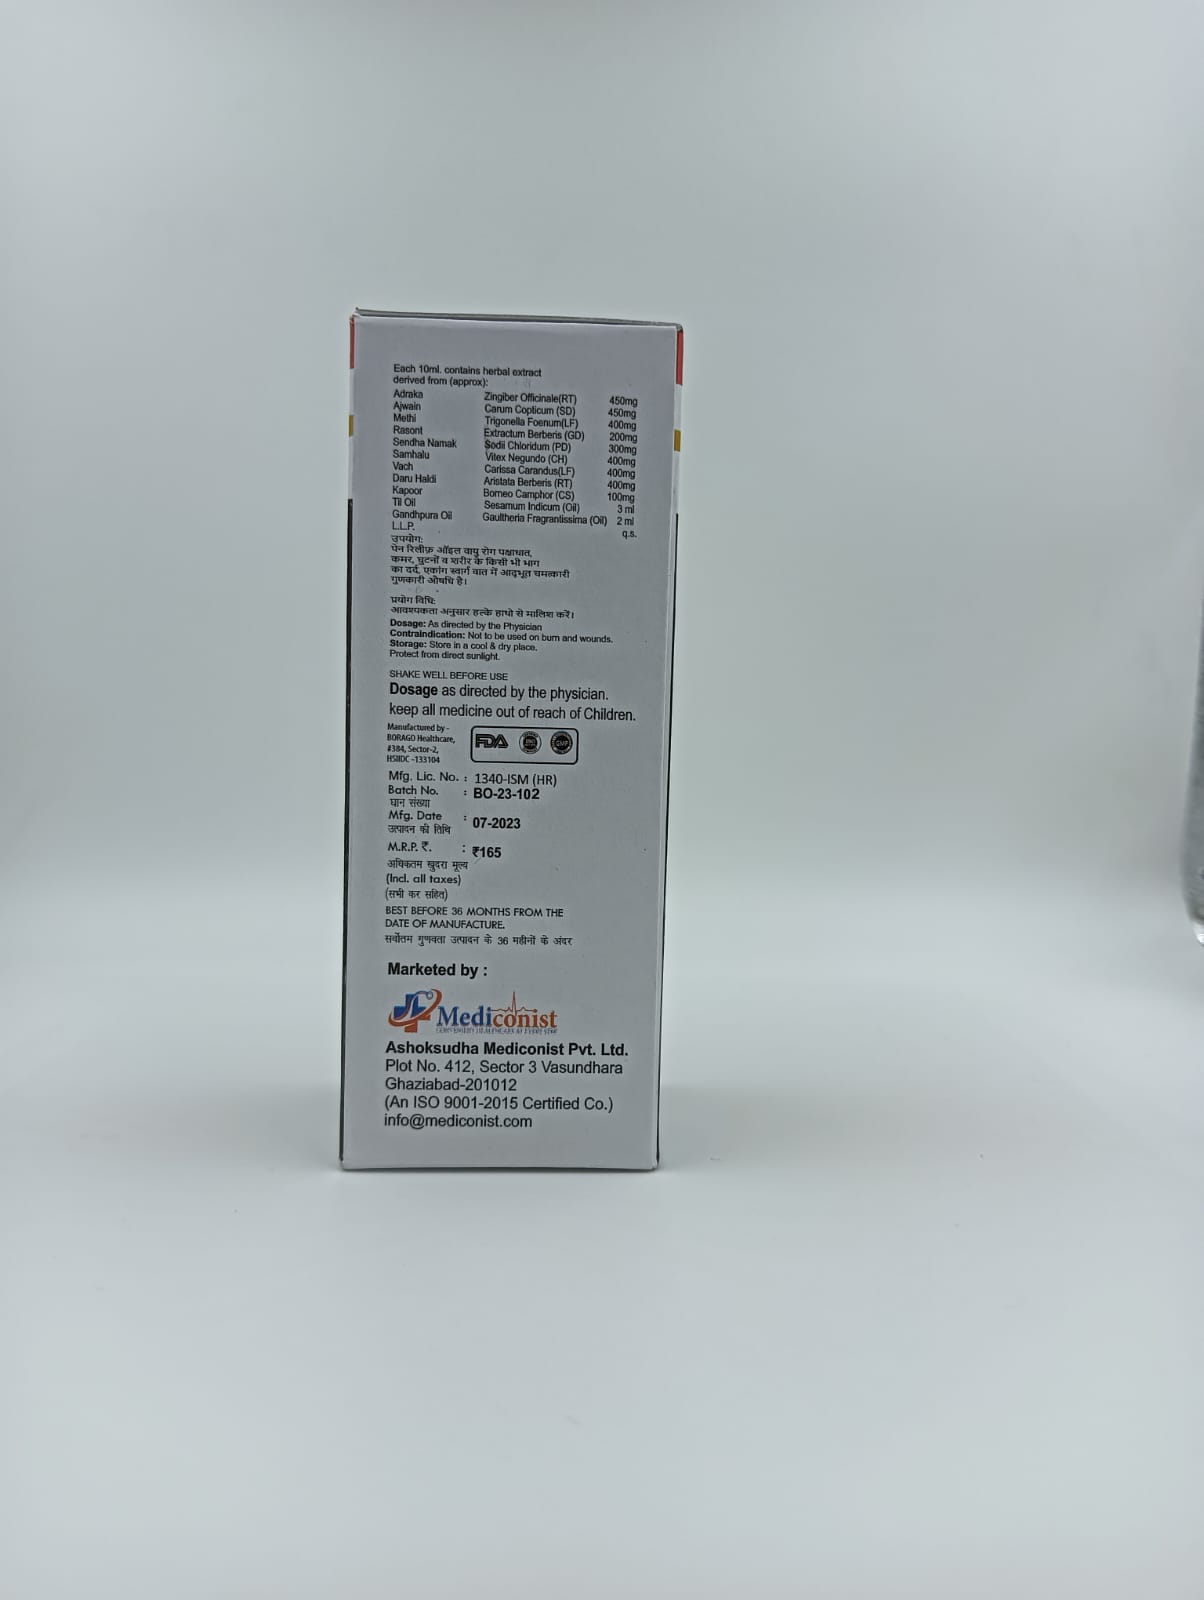 Each 10ml. contains herbal extract
derived from (approx):
Adraka Zingiber Officinale(RT) 450mg
Ajwain Carum Copticum (SD) 450mg
Methi Trigonella Foenum(LF) 400mg
Rasont Extractum Berberis (GD) 200mg
Sendha Namak Sodii Chloridum (PD) 300mg
Samhalu Vitex Negundo (CH) 400mg
Vach Carissa Carandus(LF) 400mg
Daru Haldi Aristata Berberis (RT) 400mg
Kapoor Borneo Camphor (CS) 100mg
Til Oil Sesamum Indicum (Oil) 3 ml
Gandhpura Oil Gaultheria Fragrantissima (Oil) 2 ml
L.L.P. q.s.
उपयोग:
पेन रिलीफ़ ऑइल वायु रोग पक्षाघात,
कमर, घुटनों व शरीर के किसी भी भाग
का दर्द, एकांग स्वार्ग वात में आद्भूत चमत्कारी
गुणकारी औषधि है।
प्रयोग विधि:
आवश्यकता अनुसार हल्के हाथो से मालिश करें।
Dosage: As directed by the Physician
Contraindication: Not to be used on burn and wounds.
Storage: Store in a cool & dry place.
Protect from direct sunlight.
SHAKE WELL BEFORE USE
Dosage as directed by the physician.
keep all medicine out of reach of Children.
Manufactured by -
BORAGO Healthcare,
#384, Sector-2,
HSIIDC -133104
FDA GMP
Mfg. Lic. No. : 1340-ISM (HR)
Batch No. : BO-23-102
घान संख्या
Mfg. Date : 07-2023
उत्पादन की तिथि
M.R.P. ₹. : ₹165
अधिकतम खुदरा मूल्य
(Incl. all taxes)
(सभी कर सहित)
BEST BEFORE 36 MONTHS FROM THE
DATE OF MANUFACTURE.
सर्वोतम गुणवता उत्पादन के 36 महीनों के अंदर
Marketed by :
Mediconist
Ashoksudha Mediconist Pvt. Ltd.
Plot No. 412, Sector 3 Vasundhara
Ghaziabad-201012
(An ISO 9001-2015 Certified Co.)
info@mediconist.com